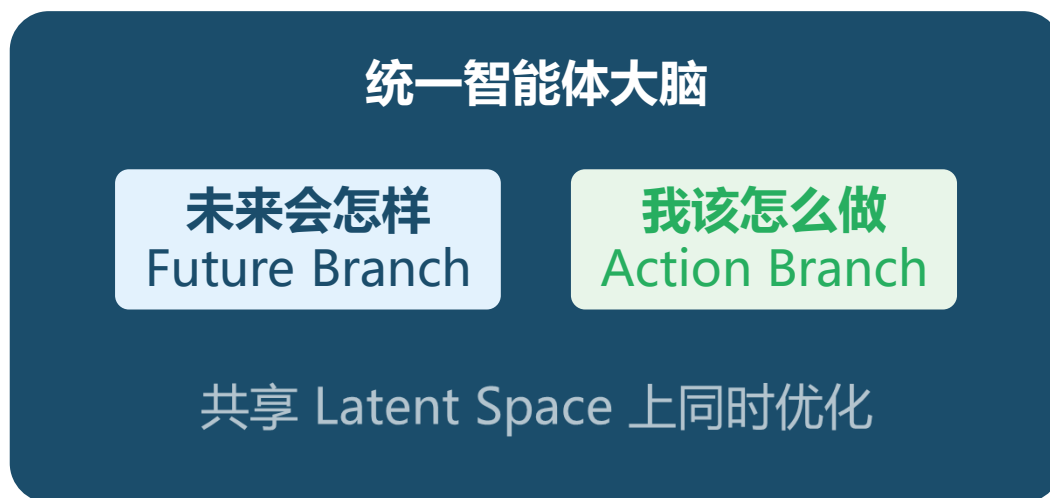 统一智能体大脑
未来会怎样
Future Branch
我该怎么做
Action Branch
共享 Latent Space 上同时优化